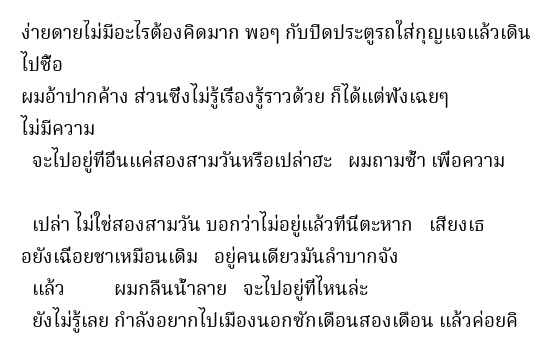 ง่ายดายไม่มีอะไรต้องคิดมาก พอๆ กับปิดประตูรถใส่กุญแจแล้วเดิน
ไปซื้อ
ผมอ้าปากค้าง ส่วนซึ่งไม่รู้เรื่องรู้ราวด้วย ก็ได้แต่ฟังเฉยๆ
ไม่มีความ
จะไปอยู่ที่อื่นแค่สองสามวันหรือเปล่าฮะ ผมถามซ้ำ เพื่อความ
เปล่า ไม่ใช่สองสามวัน บอกว่าไม่อยู่แล้วที่นี่ตะหาก เสียงเธ
อยังเฉื่อยชาเหมือนเดิม อยู่คนเดียวมันลำบากจัง
แล้ว ผมกลืนน้ำลาย จะไปอยู่ที่ไหนล่ะ
ยังไม่รู้เลย กำลังอยากไปเมืองนอกซักเดือนสองเดือน แล้วค่อยคิ